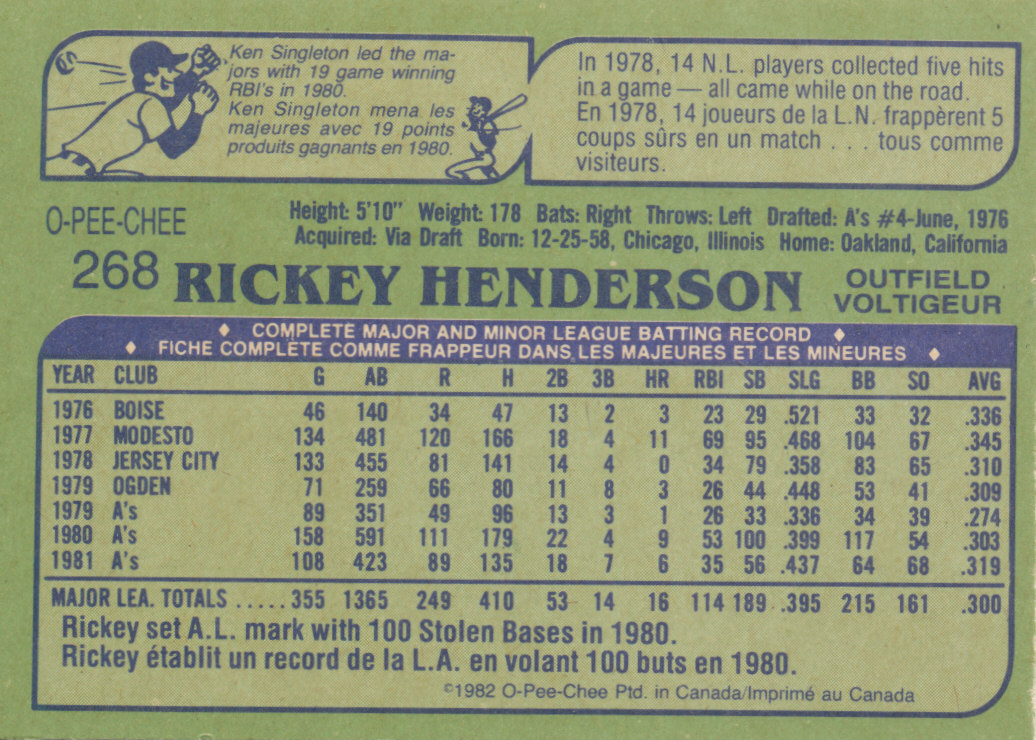 Ken Singleton led the ma-
jors with 19 game winning
RBI's in 1980.
Ken Singleton mena les
majeures avec 19 points
produits gagnants en 1980.
In 1978, 14 N.L. players collected five hits
in a game — all came while on the road.
En 1978, 14 joueurs de la L.N. frappèrent 5
coups sûrs en un match . . . tous comme
visiteurs.
O-PEE-CHEE
Height: 5'10" Weight: 178 Bats: Right Throws: Left Drafted: A's #4-June, 1976
Acquired: Via Draft Born: 12-25-58, Chicago, Illinois Home: Oakland, California
268 RICKEY HENDERSON
OUTFIELD
VOLTIGEUR
♦ COMPLETE MAJOR AND MINOR LEAGUE BATTING RECORD ♦
♦ FICHE COMPLÈTE COMME FRAPPEUR DANS LES MAJEURES ET LES MINEURES ♦
YEAR CLUB G AB R H 2B 3B HR RBI SB SLG BB SO AVG
1976 BOISE 46 140 34 47 13 2 3 23 29 .521 33 32 .336
1977 MODESTO 134 481 120 166 18 4 11 69 95 .468 104 67 .345
1978 JERSEY CITY 133 455 81 141 14 4 0 34 79 .358 83 65 .310
1979 OGDEN 71 259 66 80 11 8 3 26 44 .448 53 41 .309
1979 A's 89 351 49 96 13 3 1 26 33 .336 34 39 .274
1980 A's 158 591 111 179 22 4 9 53 100 .399 117 54 .303
1981 A's 108 423 89 135 18 7 6 35 56 .437 64 68 .319
MAJOR LEA. TOTALS ..... 355 1365 249 410 53 14 16 114 189 .395 215 161 .300
Rickey set A.L. mark with 100 Stolen Bases in 1980.
Rickey établit un record de la L.A. en volant 100 buts en 1980.
©1982 O-Pee-Chee Ptd. in Canada/Imprimé au Canada